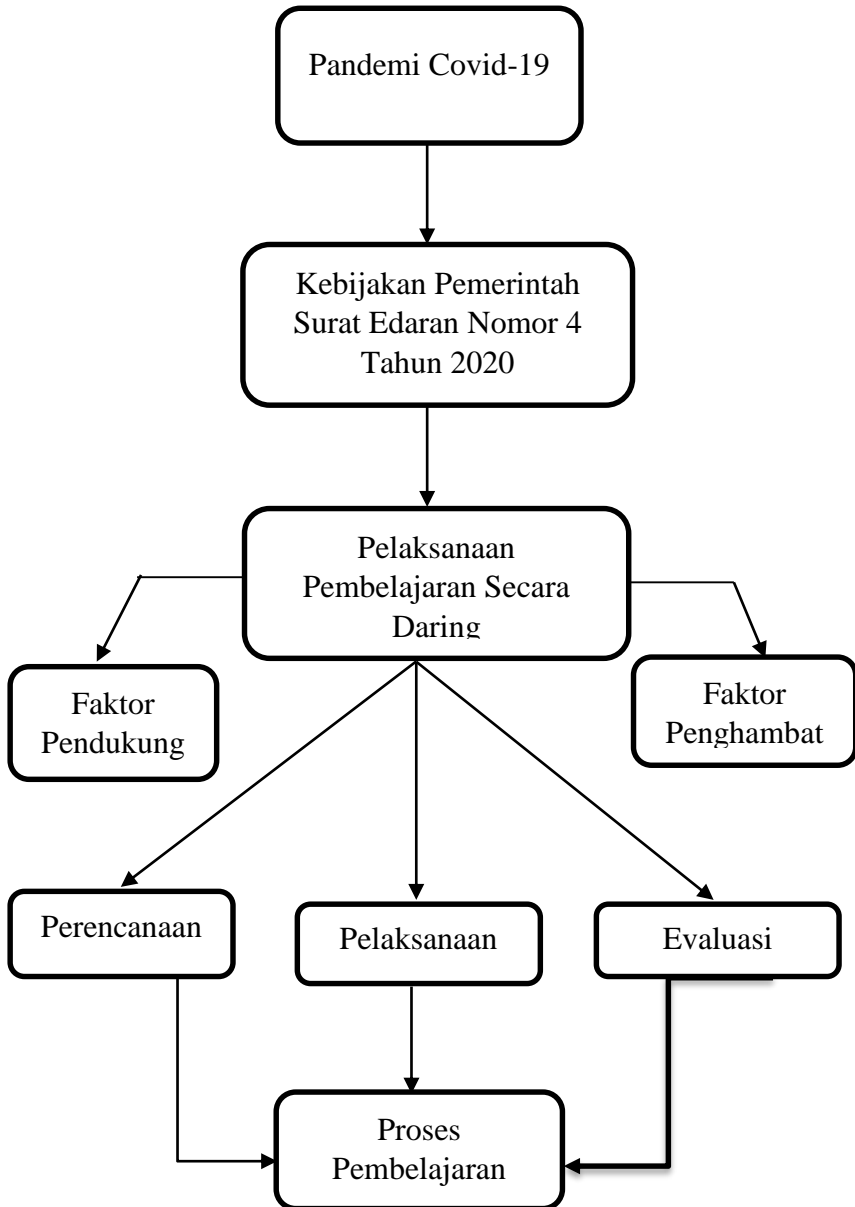 Pandemi Covid-19
Kebijakan Pemerintah
Surat Edaran Nomor 4
Tahun 2020
Pelaksanaan
Pembelajaran Secara
Daring
Faktor
Pendukung
Faktor
Penghambat
Perencanaan
Pelaksanaan
Evaluasi
Proses
Pembelajaran